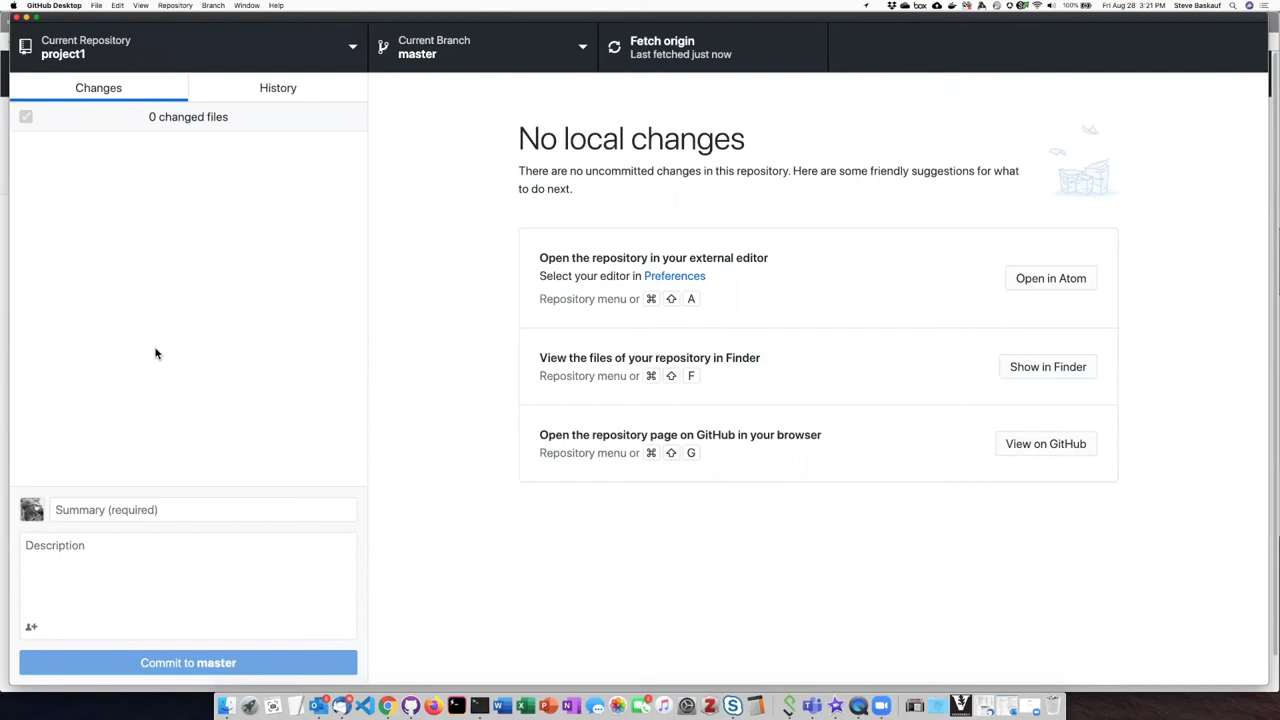 GitHub Desktop File Edit View Repository Branch Window Help
box 100% Fri Aug 28 3:21 PM Steve Baskauf
Current Repository
project1
Current Branch
master
Fetch origin
Last fetched just now
Changes
History
0 changed files
No local changes
There are no uncommitted changes in this repository. Here are some friendly suggestions for what
to do next.
Open the repository in your external editor
Select your editor in Preferences
Repository menu or ⌘ ⇧ A
Open in Atom
View the files of your repository in Finder
Repository menu or ⌘ ⇧ F
Show in Finder
Open the repository page on GitHub in your browser
Repository menu or ⌘ ⇧ G
View on GitHub
Summary (required)
Description
Commit to master